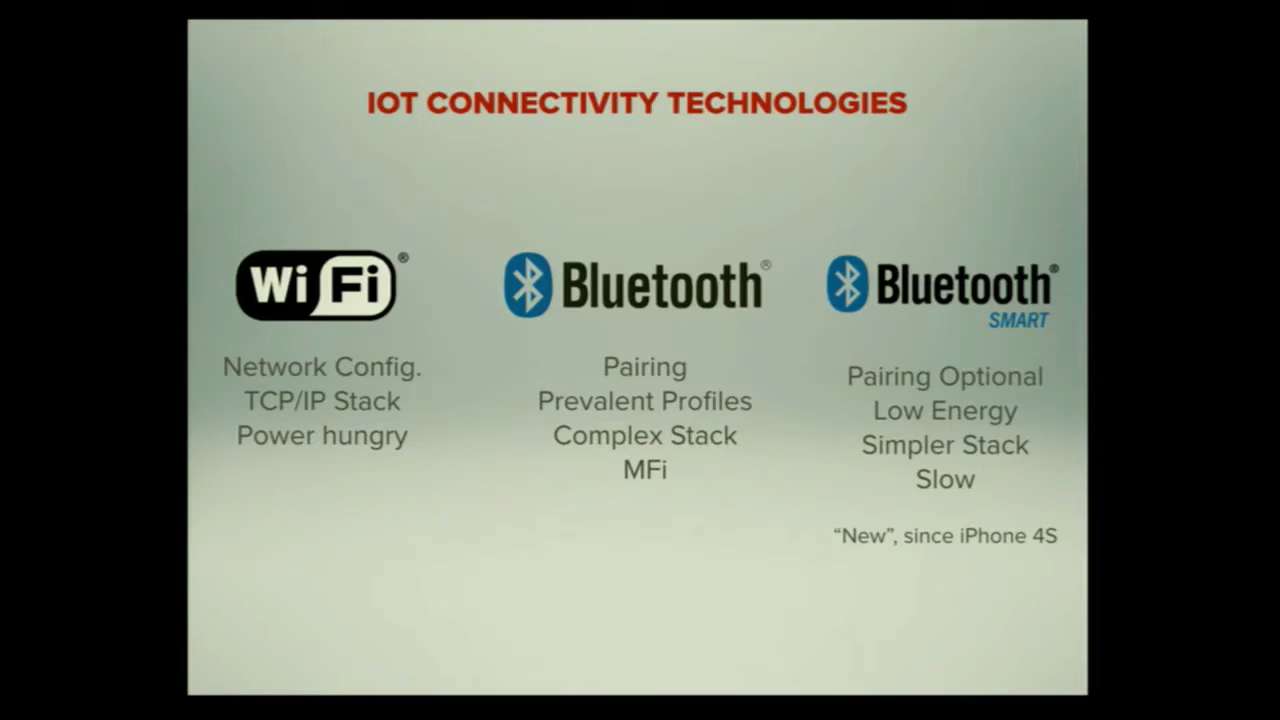 IOT CONNECTIVITY TECHNOLOGIES
WiFi®
Network Config.
TCP/IP Stack
Power hungry
Bluetooth®
Pairing
Prevalent Profiles
Complex Stack
MFi
Bluetooth®
SMART
Pairing Optional
Low Energy
Simpler Stack
Slow
“New”, since iPhone 4S